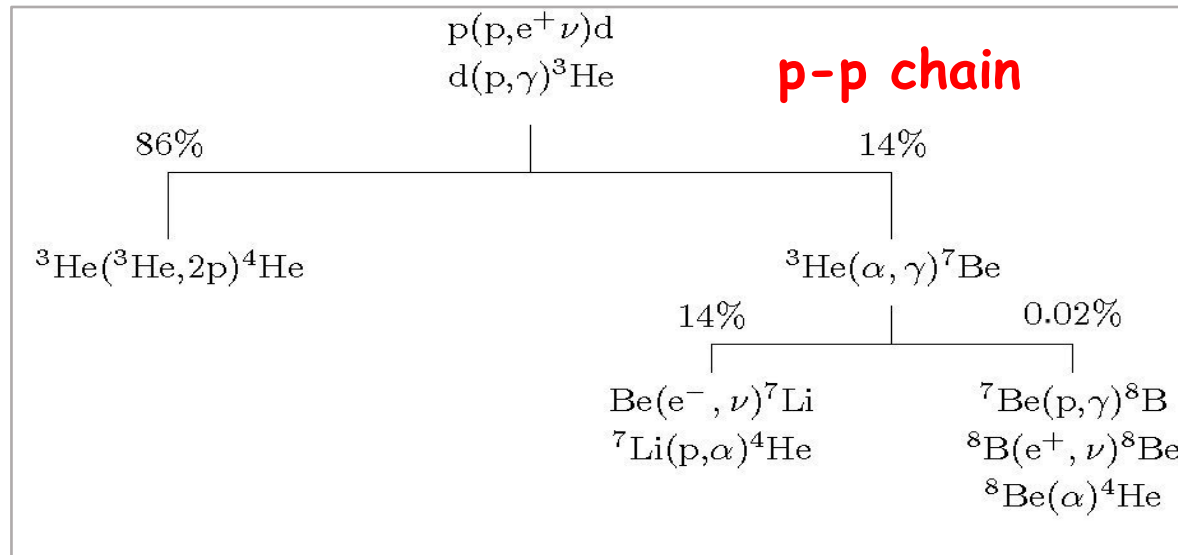 p(p,e⁺ ν)d
d(p,γ)³He
p-p chain
86%
14%
³He(³He,2p)⁴He
³He(α, γ)⁷Be
14%
0.02%
Be(e⁻, ν)⁷Li
⁷Li(p,α)⁴He
⁷Be(p,γ)⁸B
⁸B(e⁺, ν)⁸Be
⁸Be(α)⁴He